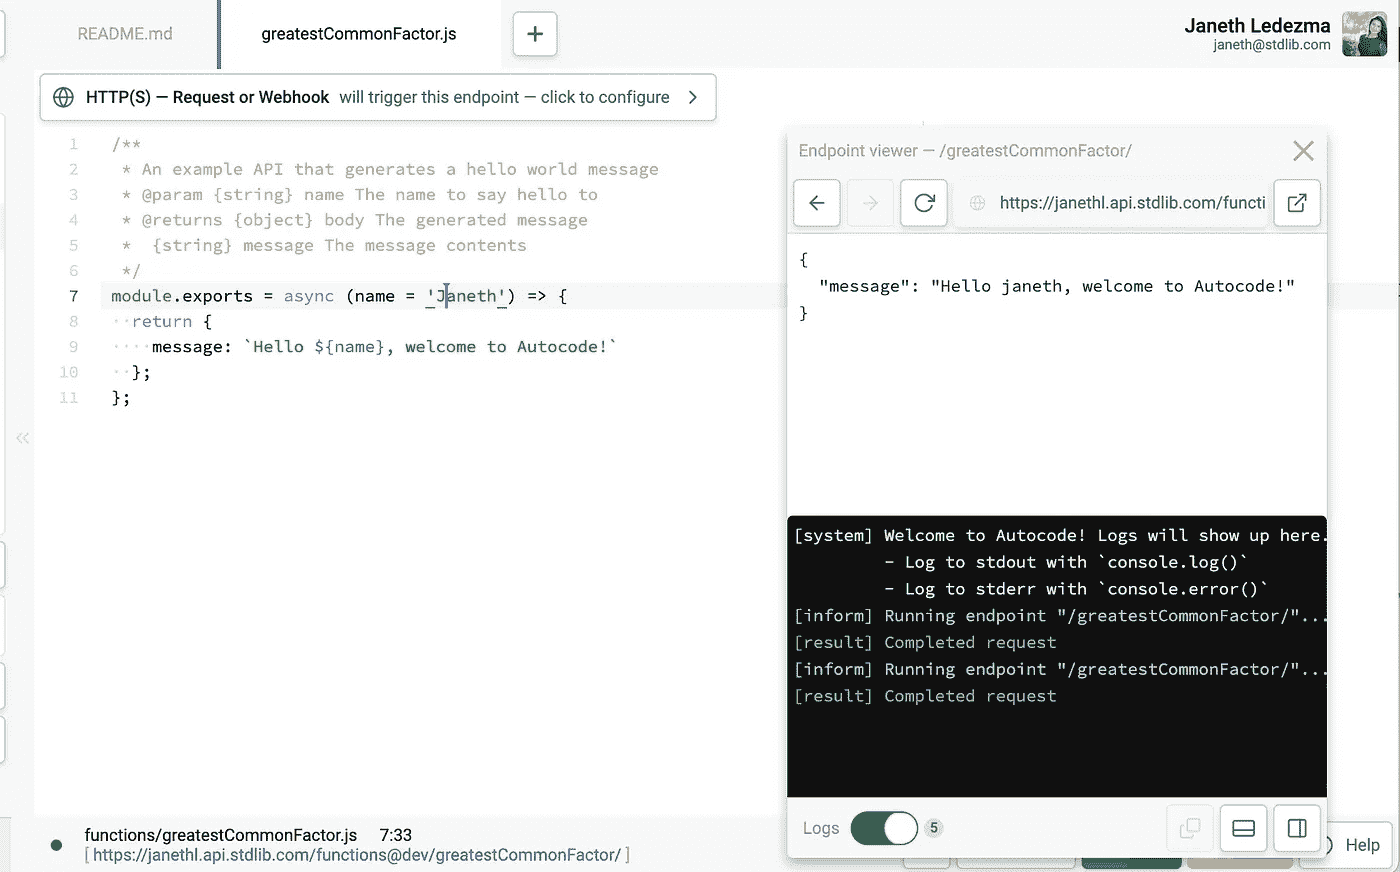 README.md
greatestCommonFactor.js
+
Janeth Ledezma
janeth@stdlib.com
HTTP(S) — Request or Webhook will trigger this endpoint — click to configure
1 /**
2 * An example API that generates a hello world message
3 * @param {string} name The name to say hello to
4 * @returns {object} body The generated message
5 *  {string} message The message contents
6 */
7 module.exports = async (name = 'Janeth') => {
8 ··return {
9 ····message: `Hello ${name}, welcome to Autocode!`
10 ··};
11 };
Endpoint viewer — /greatestCommonFactor/
https://janethl.api.stdlib.com/functi
{
"message": "Hello janeth, welcome to Autocode!"
}
[system] Welcome to Autocode! Logs will show up here.
- Log to stdout with `console.log()`
- Log to stderr with `console.error()`
[inform] Running endpoint "/greatestCommonFactor/"...
[result] Completed request
[inform] Running endpoint "/greatestCommonFactor/"...
[result] Completed request
Logs 5
functions/greatestCommonFactor.js 7:33
[ https://janethl.api.stdlib.com/functions@dev/greatestCommonFactor/ ]
Help